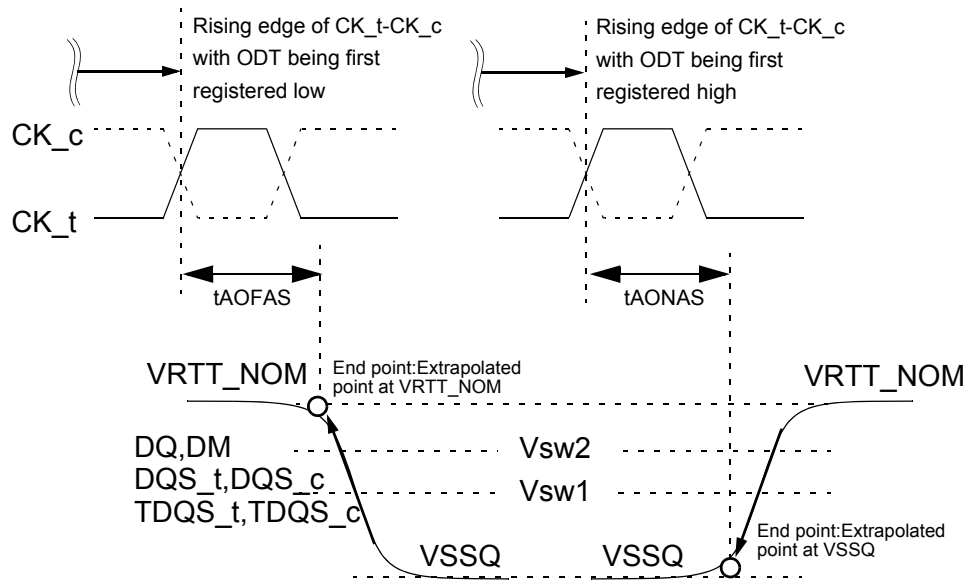 Rising edge of CK_t-CK_c
with ODT being first
registered low
Rising edge of CK_t-CK_c
with ODT being first
registered high
CK_c
CK_t
tAOFAS
tAONAS
VRTT_NOM
End point:Extrapolated
point at VRTT_NOM
VRTT_NOM
DQ,DM
DQS_t,DQS_c
TDQS_t,TDQS_c
Vsw2
Vsw1
End point:Extrapolated
point at VSSQ
VSSQ
VSSQ